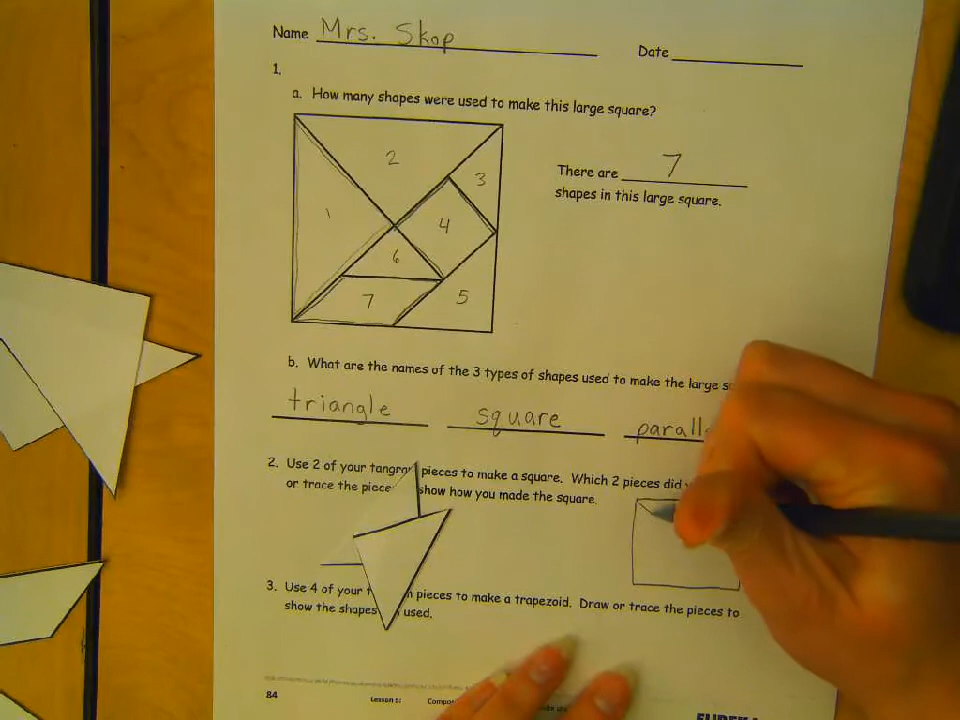 Name Mrs. Skop Date
1.
a. How many shapes were used to make this large square?
2
3
There are 7
shapes in this large square.
1
4
6
7
5
b. What are the names of the 3 types of shapes used to make the large
triangle square
2. Use 2 of your pieces to make a square. Which 2 pieces did
or trace the show how you made the square.
3. Use 4 of your pieces to make a trapezoid. Draw or trace the pieces to
show the shapes used.
84 Lesson 5: